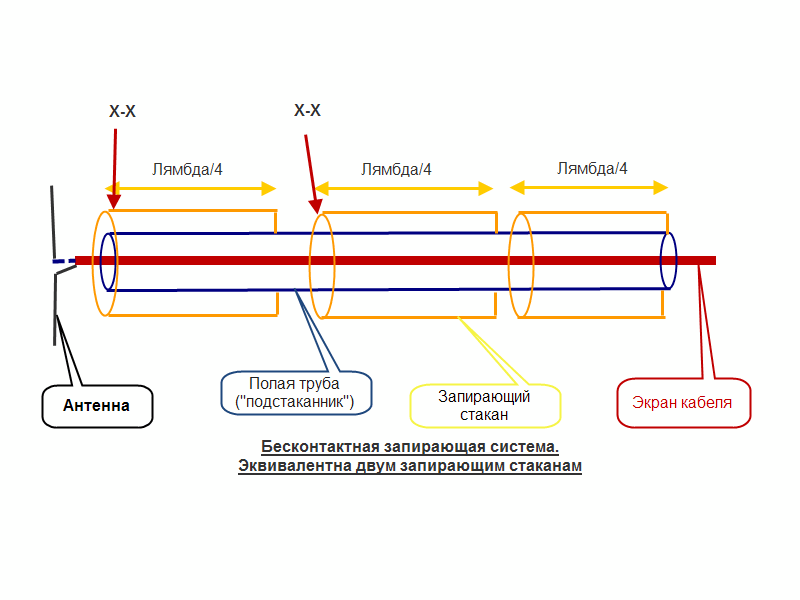 X-X
X-X
Лямбда/4
Лямбда/4
Лямбда/4
Антенна
Полая труба
("подстаканник")
Запирающий
стакан
Экран кабеля
Бесконтактная запирающая система.
Эквивалентна двум запирающим стаканам